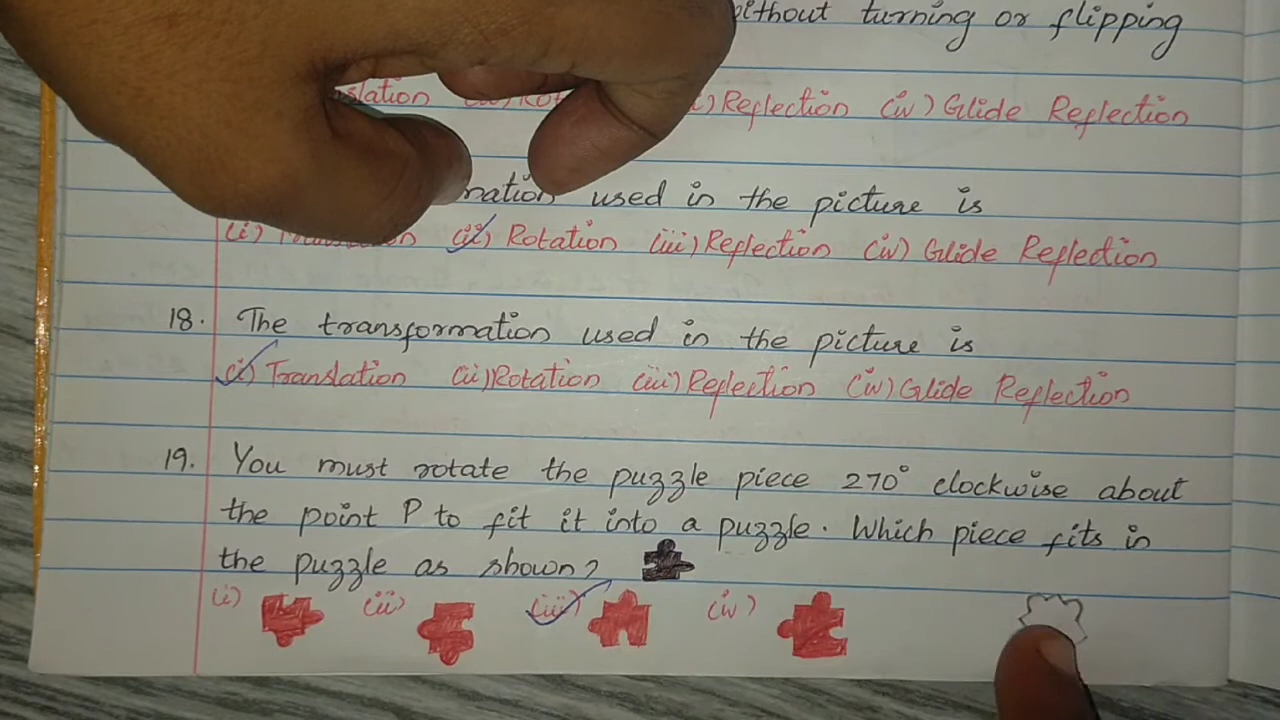 without turning or flipping
Reflection (iv) Glide Reflection
used in the picture is
(ii) Rotation (iii) Reflection (iv) Glide Reflection
18. The transformation used in the picture is
(i) Translation (ii) Rotation (iii) Reflection (iv) Glide Reflection
19. You must rotate the puzzle piece 270° clockwise about
the point P to fit it into a puzzle. Which piece fits in
the puzzle as shown?
(i) (ii) (iii) (iv)